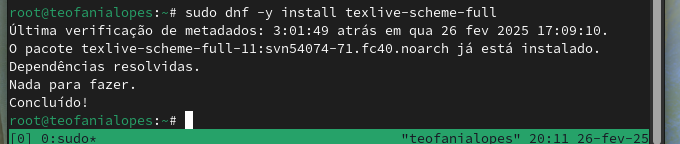 root@teofanialopes:~# sudo dnf -y install texlive-scheme-full
Última verificação de metadados: 3:01:49 atrás em qua 26 fev 2025 17:09:10.
O pacote texlive-scheme-full-11:svn54074-71.fc40.noarch já está instalado.
Dependências resolvidas.
Nada para fazer.
Concluído!
root@teofanialopes:~#
[0] 0:sudo* "teofanialopes" 20:11 26-fev-25